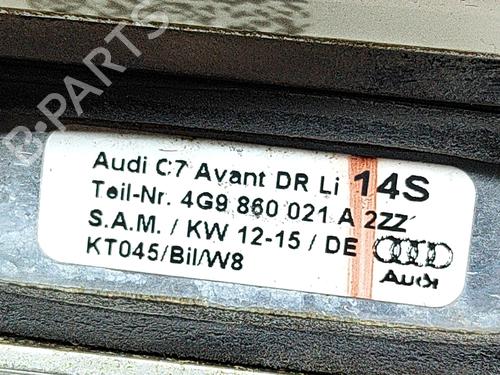 B-PARTS
Audi C7 Avant DR Li 14S
Teil-Nr. 4G9 860 021 A 2ZZ
S.A.M. / KW 12-15 / DE
KT045/Bil/W8
Audi